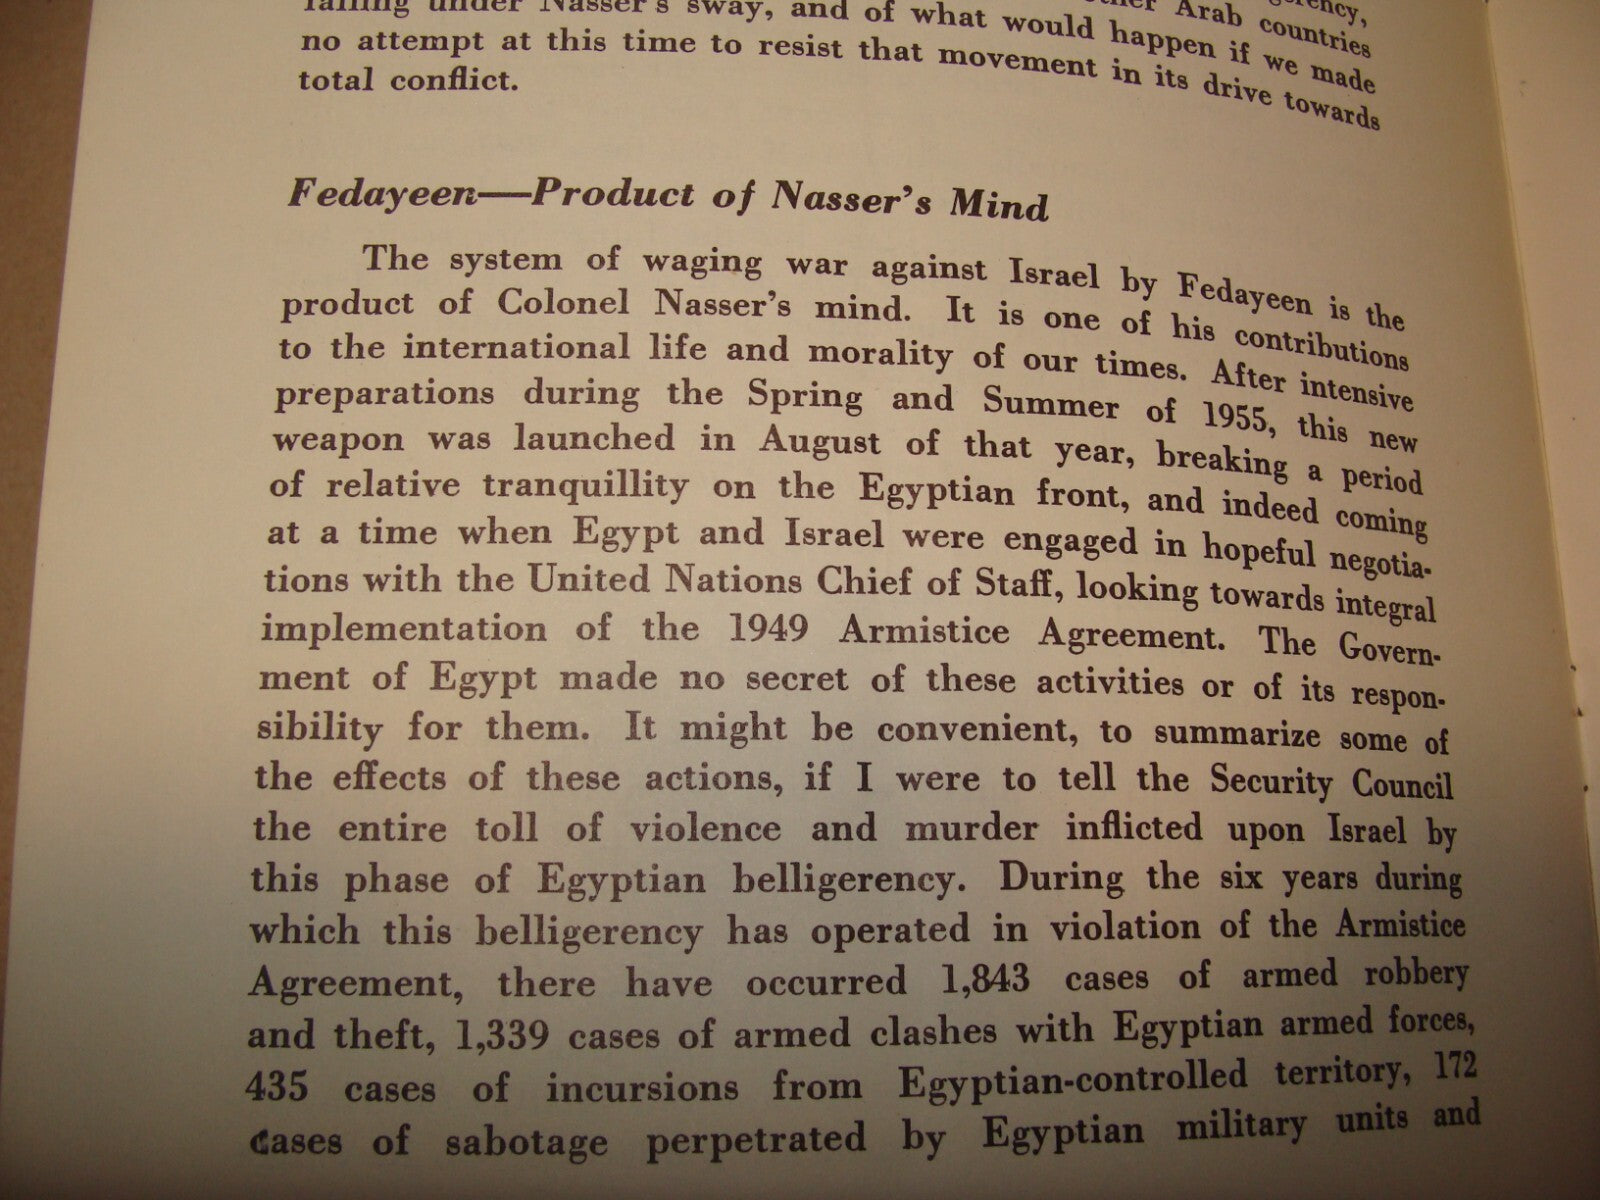 falling under Nasser's sway, and of what would happen if we made
no attempt at this time to resist that movement in its drive towards
total conflict.
Fedayeen—Product of Nasser's Mind
The system of waging war against Israel by Fedayeen is the
product of Colonel Nasser's mind. It is one of his contributions
to the international life and morality of our times. After intensive
preparations during the Spring and Summer of 1955, this new
weapon was launched in August of that year, breaking a period
of relative tranquillity on the Egyptian front, and indeed coming
at a time when Egypt and Israel were engaged in hopeful negotia-
tions with the United Nations Chief of Staff, looking towards integral
implementation of the 1949 Armistice Agreement. The Govern-
ment of Egypt made no secret of these activities or of its respon-
sibility for them. It might be convenient, to summarize some of
the effects of these actions, if I were to tell the Security Council
the entire toll of violence and murder inflicted upon Israel by
this phase of Egyptian belligerency. During the six years during
which this belligerency has operated in violation of the Armistice
Agreement, there have occurred 1,843 cases of armed robbery
and theft, 1,339 cases of armed clashes with Egyptian armed forces,
435 cases of incursions from Egyptian-controlled territory, 172
cases of sabotage perpetrated by Egyptian military units and